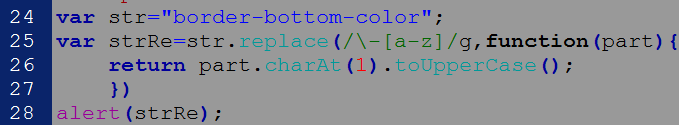 24 var str="border-bottom-color";
25 var strRe=str.replace(/\-[a-z]/g,function(part){
26 return part.charAt(1).toUpperCase();
27 })
28 alert(strRe);